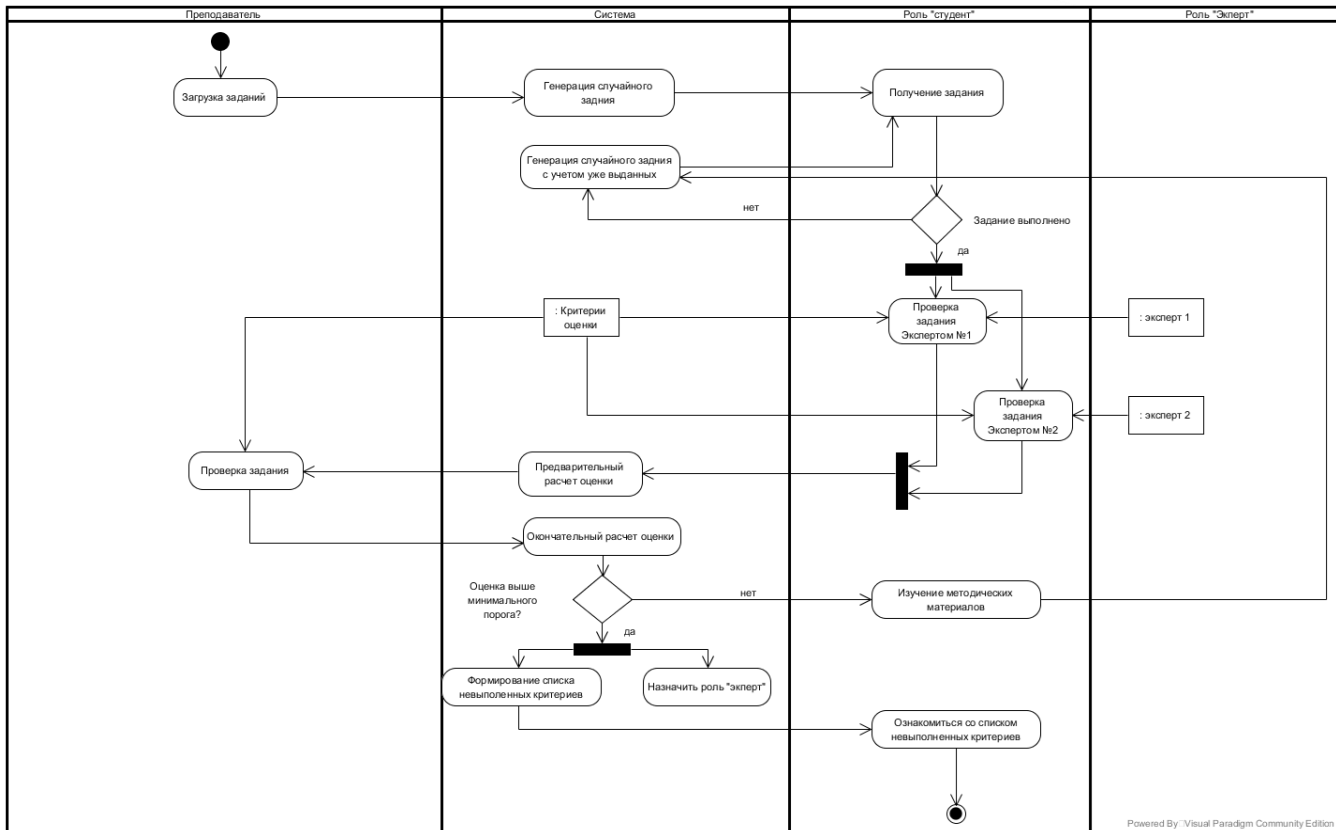 Преподаватель
Система
Роль "студент"
Роль "Экперт"
Загрузка заданий
Генерация случайного
задния
Получение задания
Генерация случайного задния
с учетом уже выданных
нет
Задание выполнено
да
: Критерии
оценки
Проверка
задания
Экспертом №1
: эксперт 1
Проверка
задания
Экспертом №2
: эксперт 2
Проверка задания
Предварительный
расчет оценки
Окончательный расчет оценки
Оценка выше
минимального
порога?
нет
Изучение методических
материалов
да
Формирование списка
невыполенных критериев
Назначить роль "экперт"
Ознакомиться со списком
невыполненных критериев
Powered By Visual Paradigm Community Edition